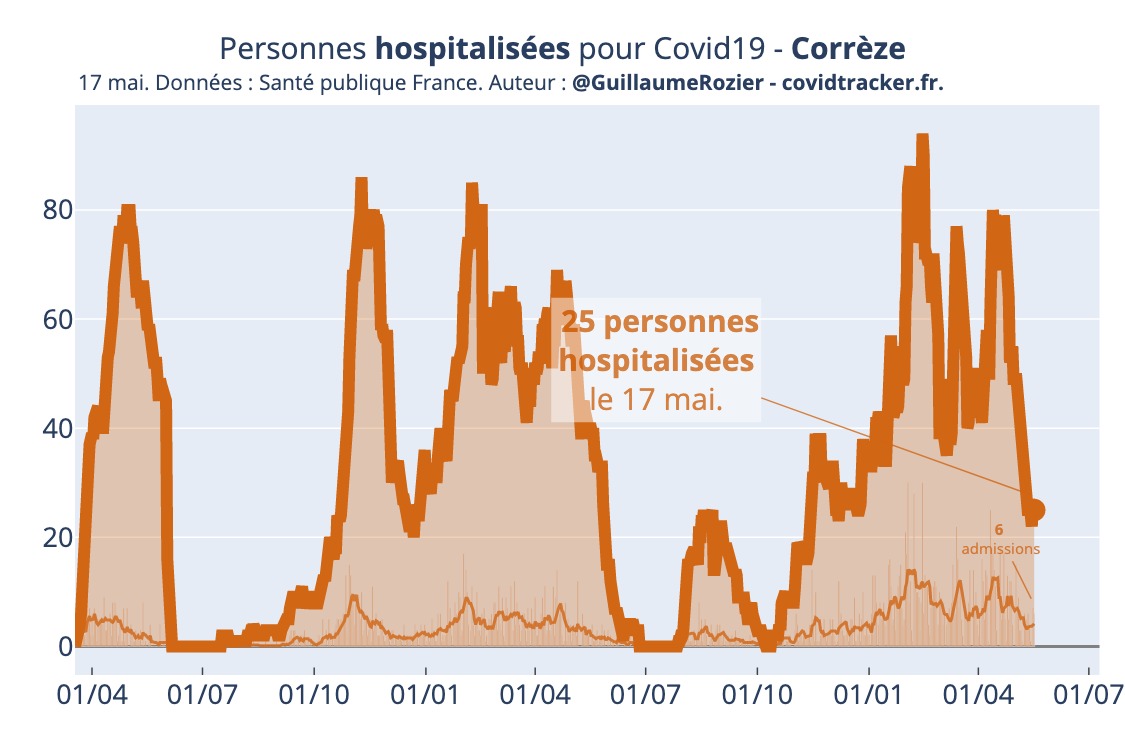 Personnes hospitalisées pour Covid19 - Corrèze
17 mai. Données : Santé publique France. Auteur : @GuillaumeRozier - covidtracker.fr.
80
60
40
20
0
25 personnes
hospitalisées
le 17 mai.
6
admissions
01/04 01/07 01/10 01/01 01/04 01/07 01/10 01/01 01/04 01/07